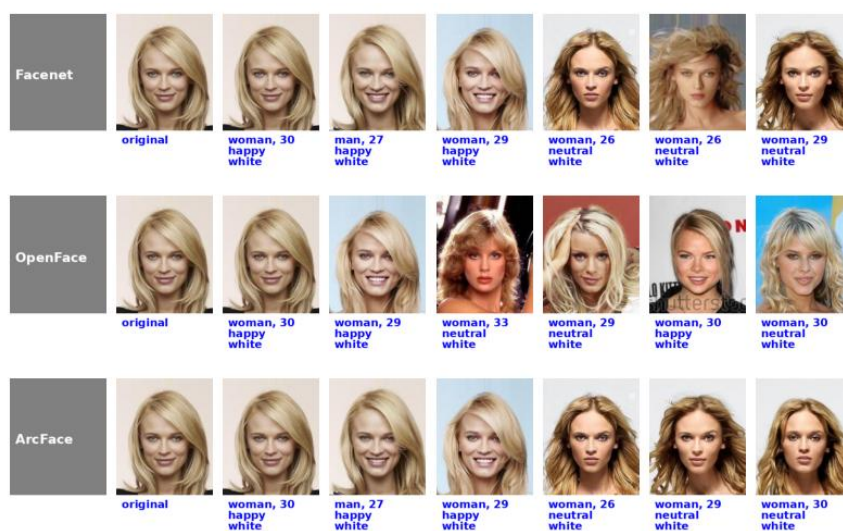 Facenet
original
woman, 30
happy
white
man, 27
happy
white
woman, 29
happy
white
woman, 26
neutral
white
woman, 26
neutral
white
woman, 29
neutral
white
OpenFace
original
woman, 30
happy
white
woman, 29
happy
white
woman, 33
neutral
white
woman, 29
neutral
white
woman, 30
happy
white
woman, 30
neutral
white
ArcFace
original
woman, 30
happy
white
man, 27
happy
white
woman, 29
happy
white
woman, 26
neutral
white
woman, 29
neutral
white
woman, 30
neutral
white